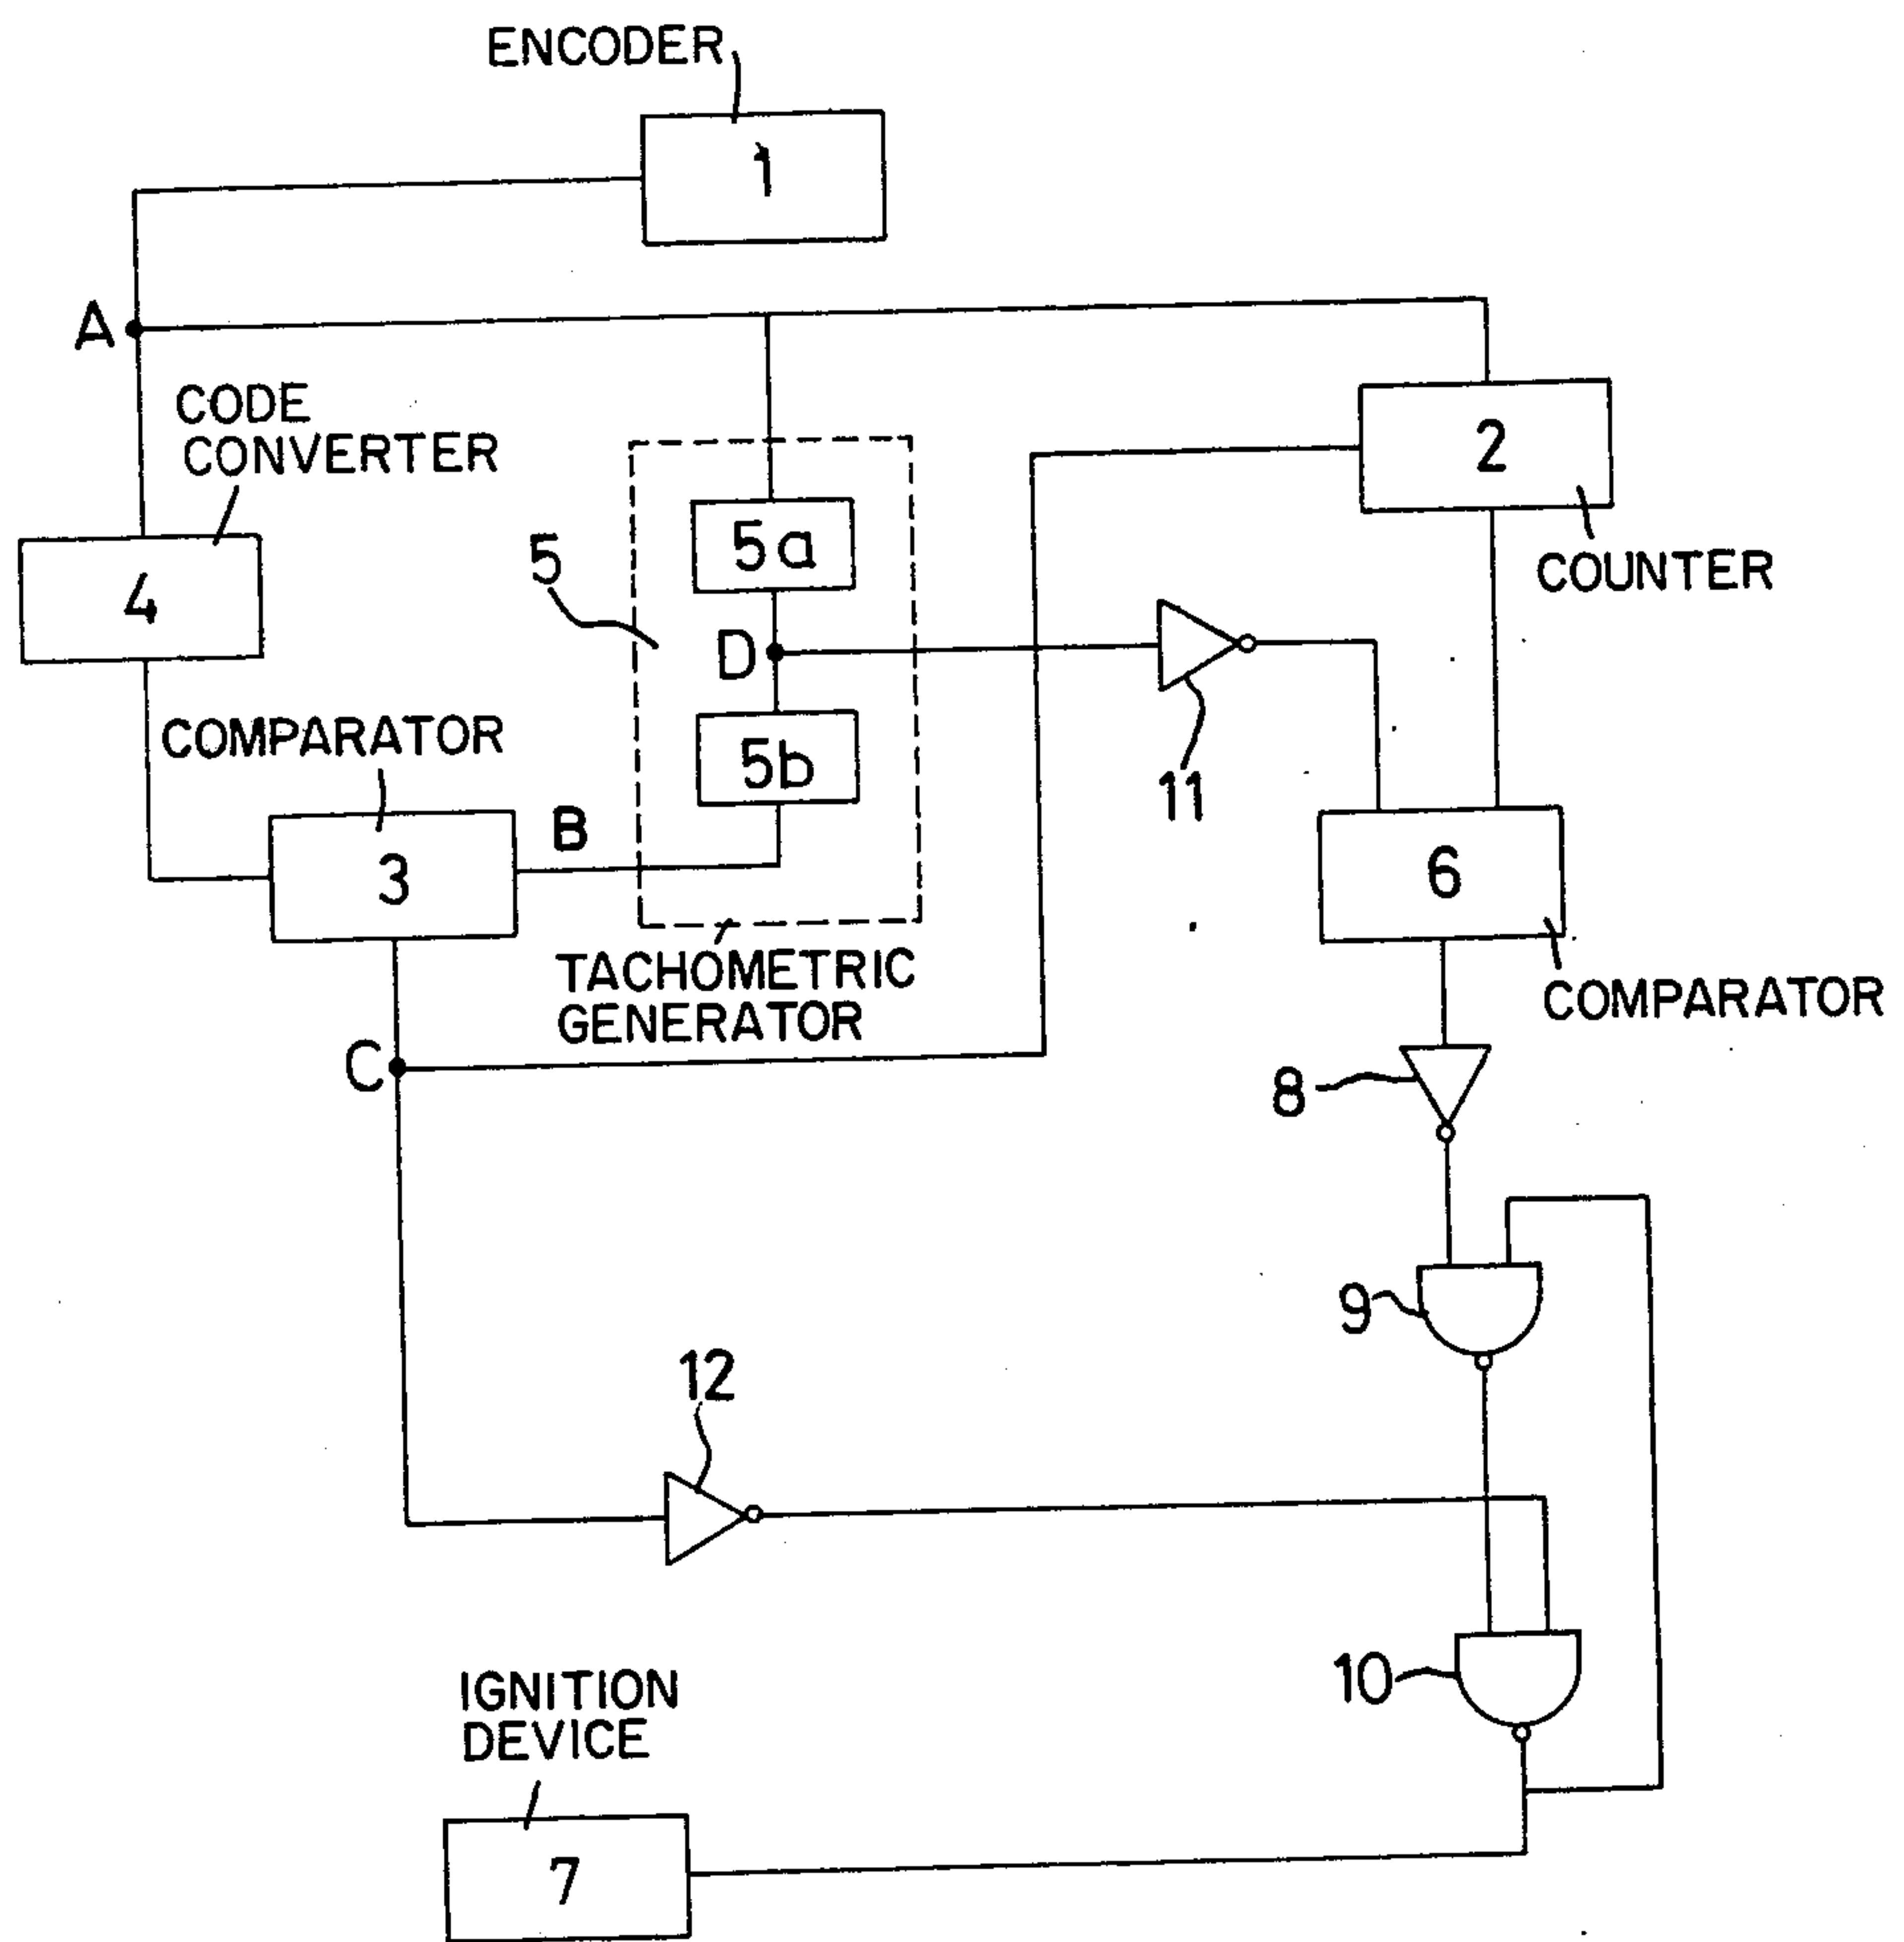 ENCODER
1
A
CODE
CONVERTER
2
COUNTER
4
5
5a
D
5b
11
COMPARATOR
3
B
6
COMPARATOR
TACHOMETRIC
GENERATOR
C
8
9
12
10
IGNITION
DEVICE
7